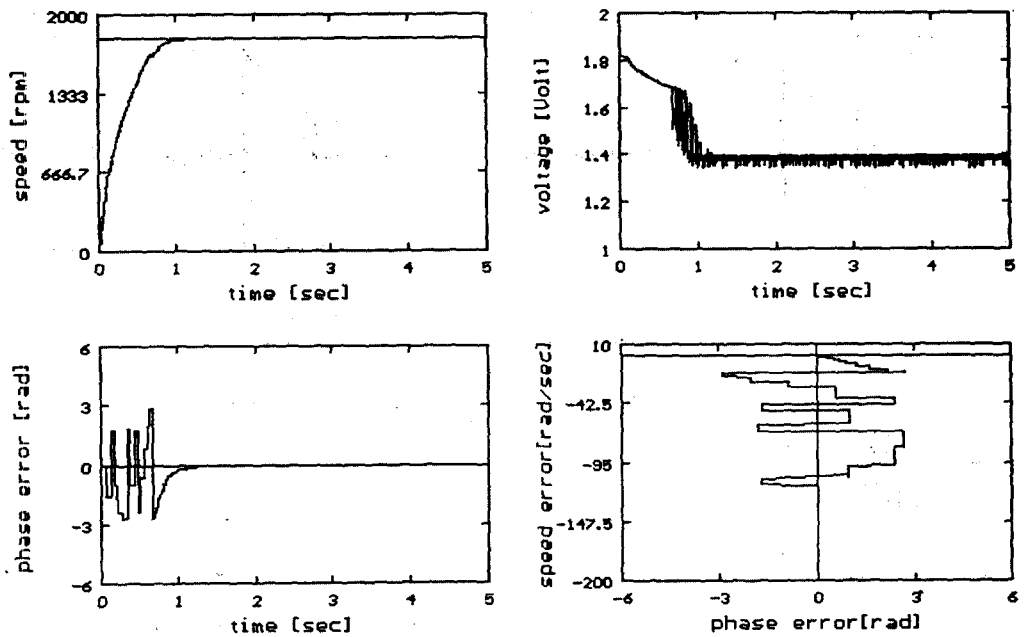 2000
1333
666.7
0
speed [rpm]
0 1 2 3 4 5
time [sec]
2
1.8
1.6
1.4
1.2
1
voltage [Volt]
0 1 2 3 4 5
time [sec]
6
3
0
-3
-6
phase error [rad]
0 1 2 3 4 5
time [sec]
10
-42.5
-95
-147.5
-200
speed error[rad/sec]
-6 -3 0 3 6
phase error[rad]